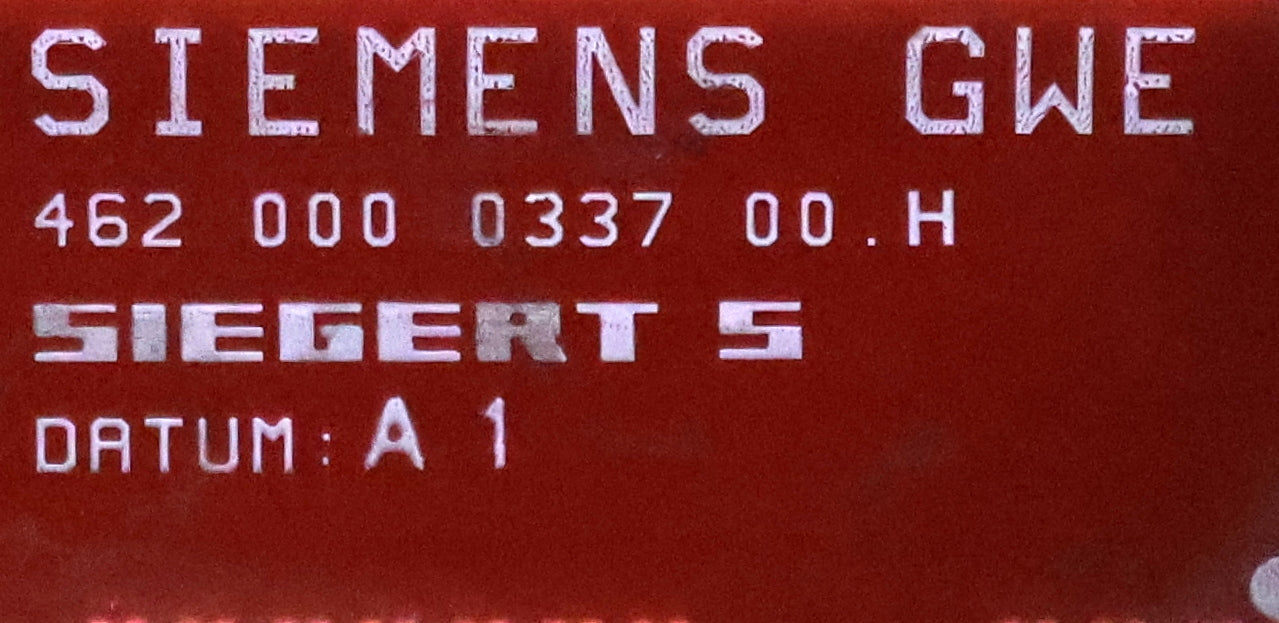 SIEMENS GWE
462 000 0337 00.H
SIEGERT S
DATUM: A 1